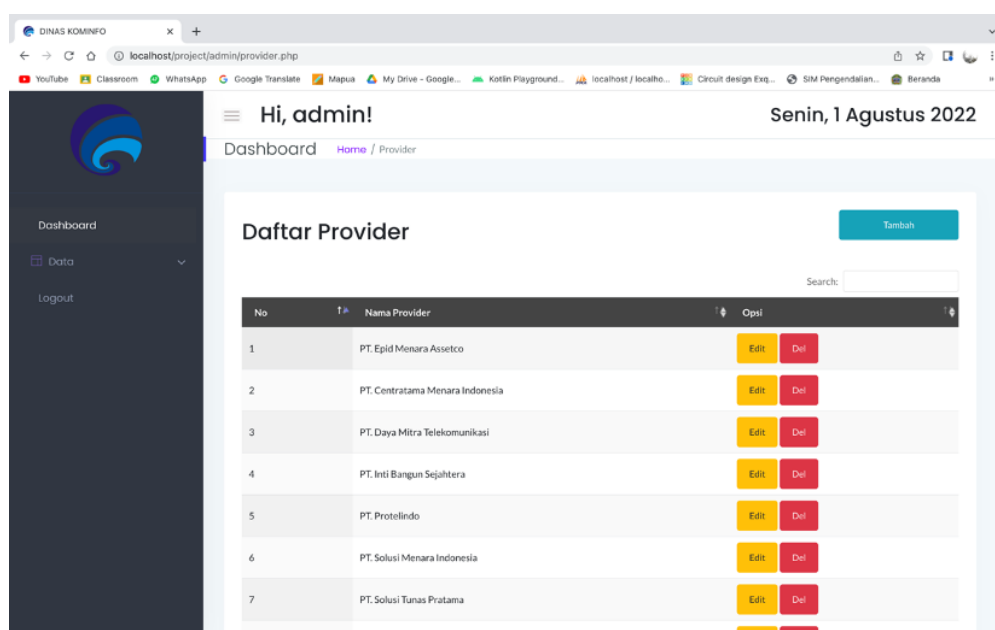 DINAS KOMINFO
localhost/project/admin/provider.php
YouTube Classroom WhatsApp Google Translate Mapua My Drive - Google... Kotlin Playground... localhost / localho... Circuit design Exq... SIM Pengendalian... Beranda
Hi, admin! Senin, 1 Agustus 2022
Dashboard Home / Provider
Dashboard
Data
Logout
Daftar Provider Tambah
Search:
No Nama Provider Opsi
1 PT. Epid Menara Assetco Edit Del
2 PT. Centratama Menara Indonesia Edit Del
3 PT. Daya Mitra Telekomunikasi Edit Del
4 PT. Inti Bangun Sejahtera Edit Del
5 PT. Protelindo Edit Del
6 PT. Solusi Menara Indonesia Edit Del
7 PT. Solusi Tunas Pratama Edit Del